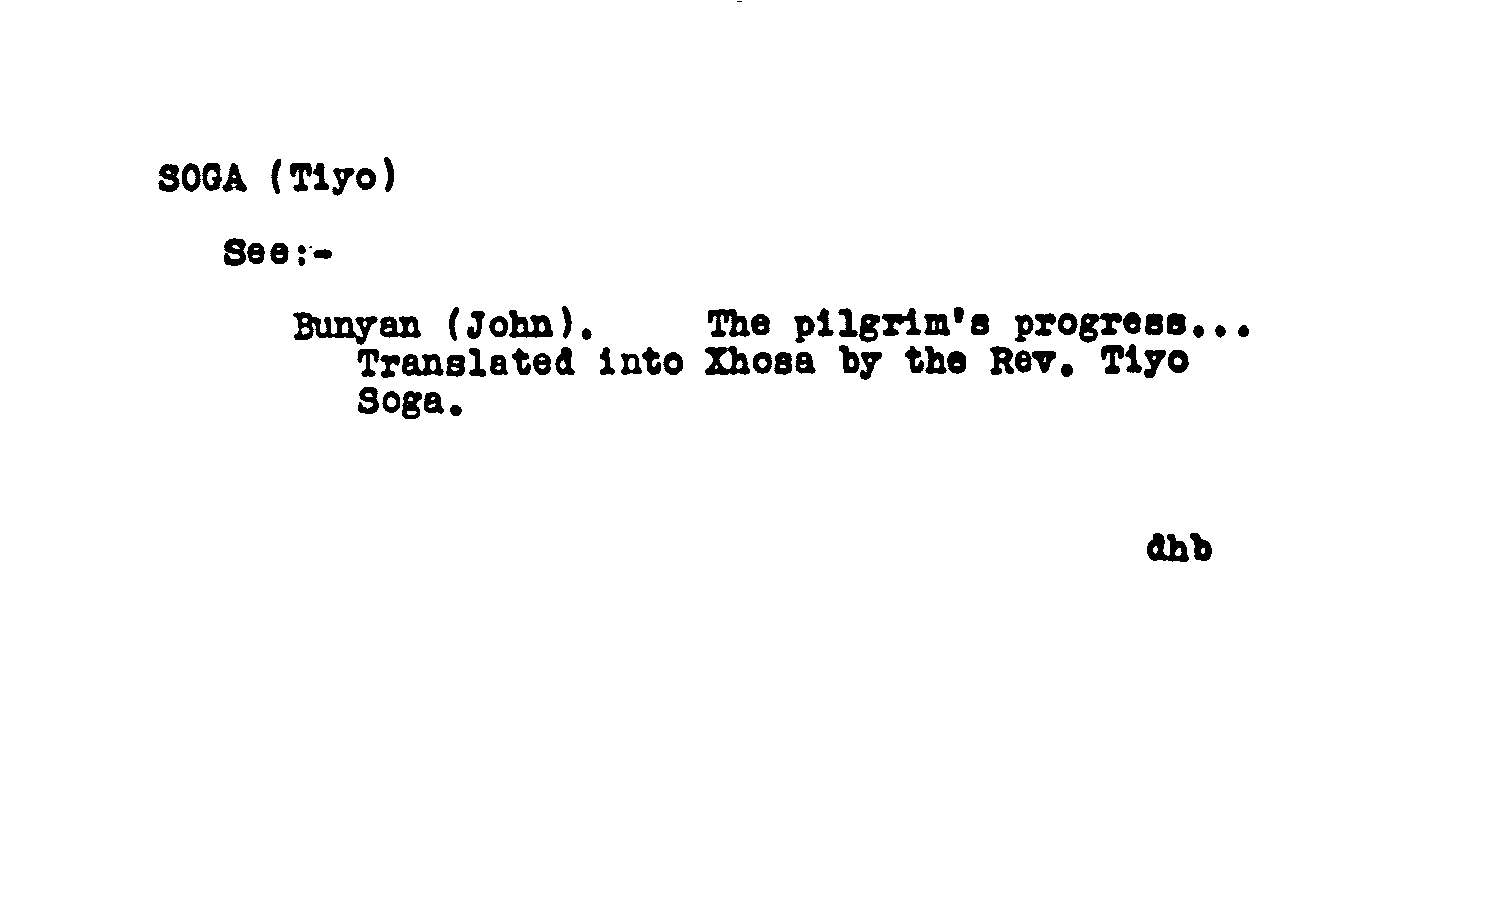 SOGA (Tiyo)
See:-
Bunyan (John). The pilgrim's progress...
Translated into Xhosa by the Rev. Tiyo
Soga.
dhb